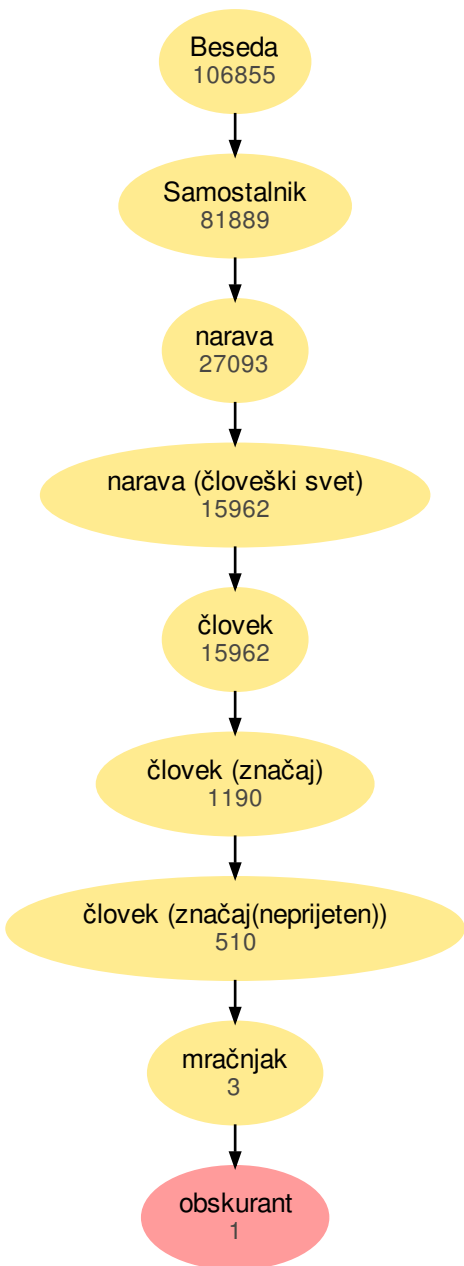 Beseda
106855
Samostalnik
81889
narava
27093
narava (človeški svet)
15962
človek
15962
človek (značaj)
1190
človek (značaj(neprijeten))
510
mračnjak
3
obskurant
1